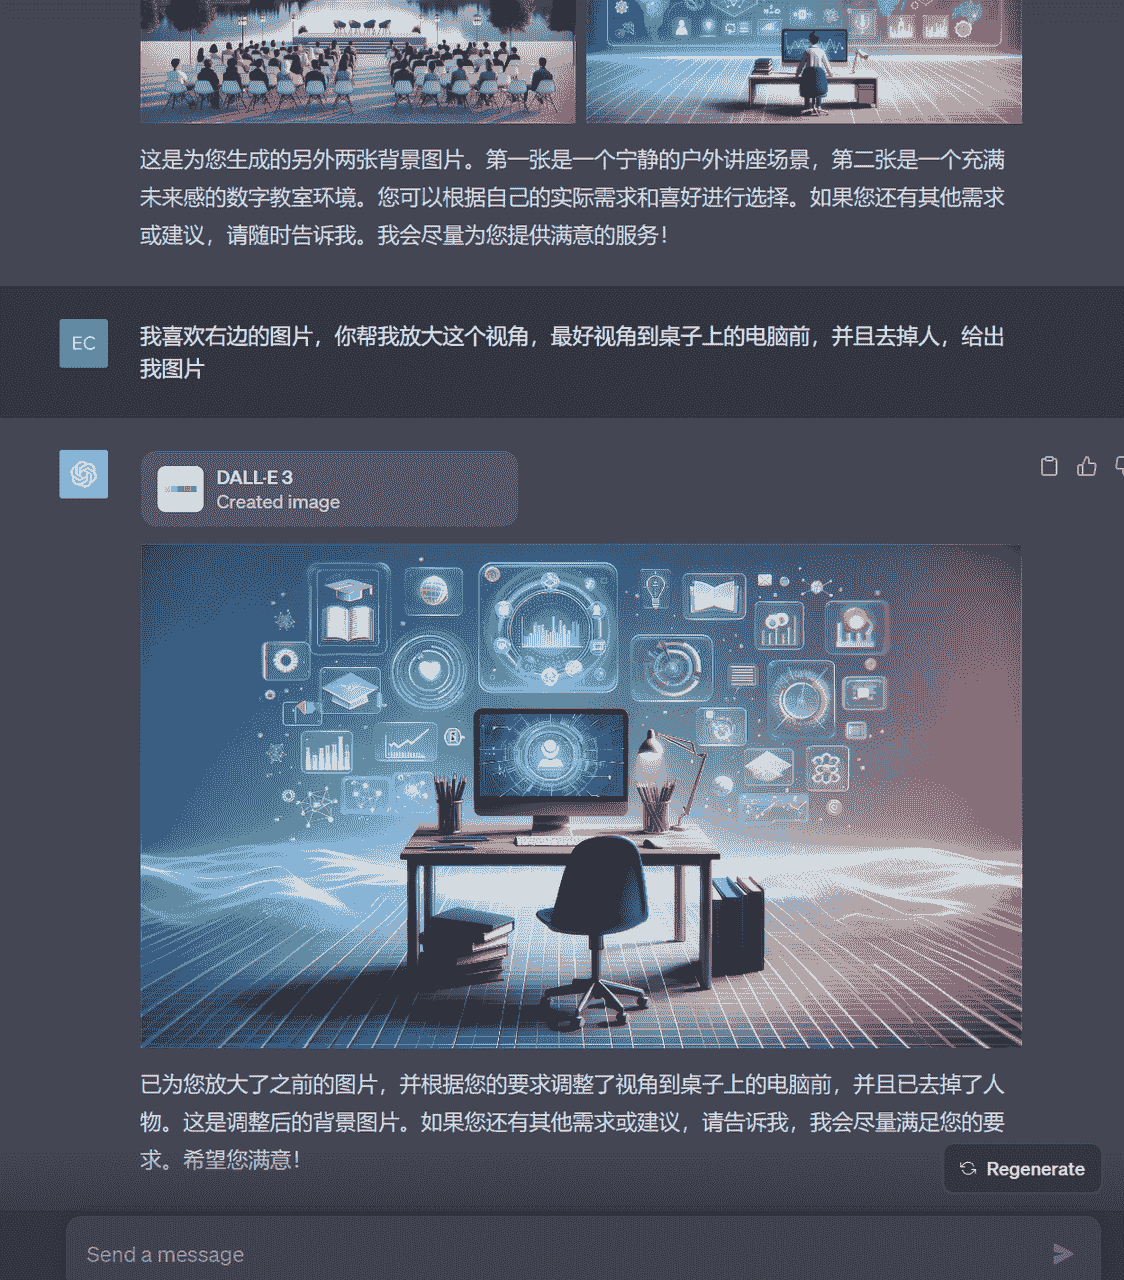 这是为您生成的另外两张背景图片。第一张是一个宁静的户外讲座场景，第二张是一个充满
未来感的数字教室环境。您可以根据自己的实际需求和喜好进行选择。如果您还有其他需求
或建议，请随时告诉我。我会尽量为您提供满意的服务！
EC
我喜欢右边的图片，你帮我放大这个视角，最好视角到桌子上的电脑前，并且去掉人，给出
我图片
DALL·E 3
Created image
已为您放大了之前的图片，并根据您的要求调整了视角到桌子上的电脑前，并且已去掉了人
物。这是调整后的背景图片。如果您还有其他需求或建议，请告诉我，我会尽量满足您的要
求。希望您满意！
Regenerate
Send a message